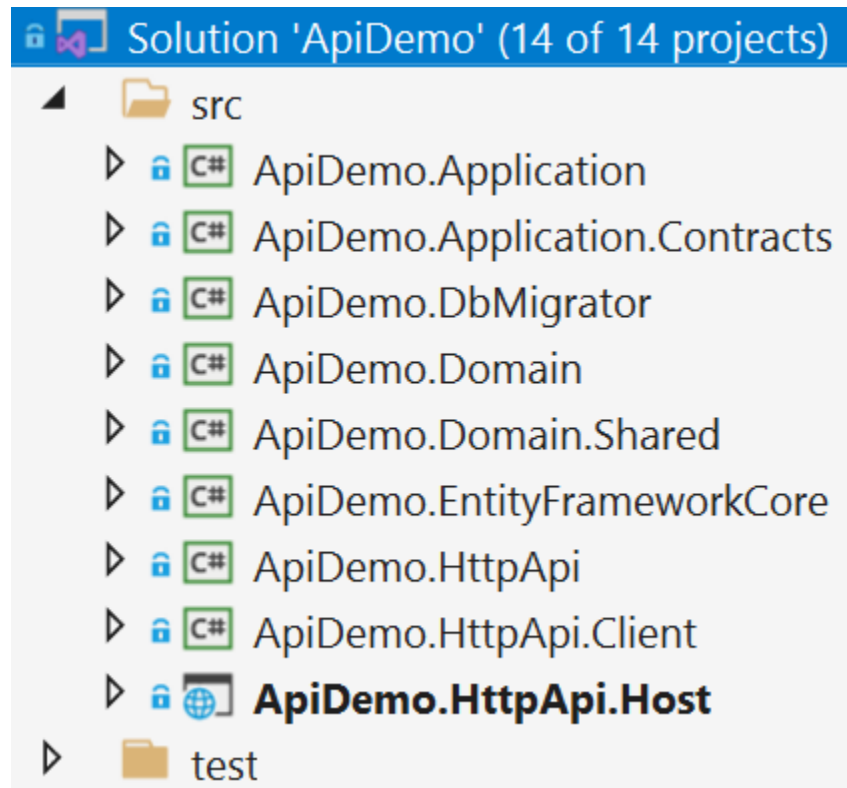 Solution 'ApiDemo' (14 of 14 projects)
src
C# ApiDemo.Application
C# ApiDemo.Application.Contracts
C# ApiDemo.DbMigrator
C# ApiDemo.Domain
C# ApiDemo.Domain.Shared
C# ApiDemo.EntityFrameworkCore
C# ApiDemo.HttpApi
C# ApiDemo.HttpApi.Client
ApiDemo.HttpApi.Host
test